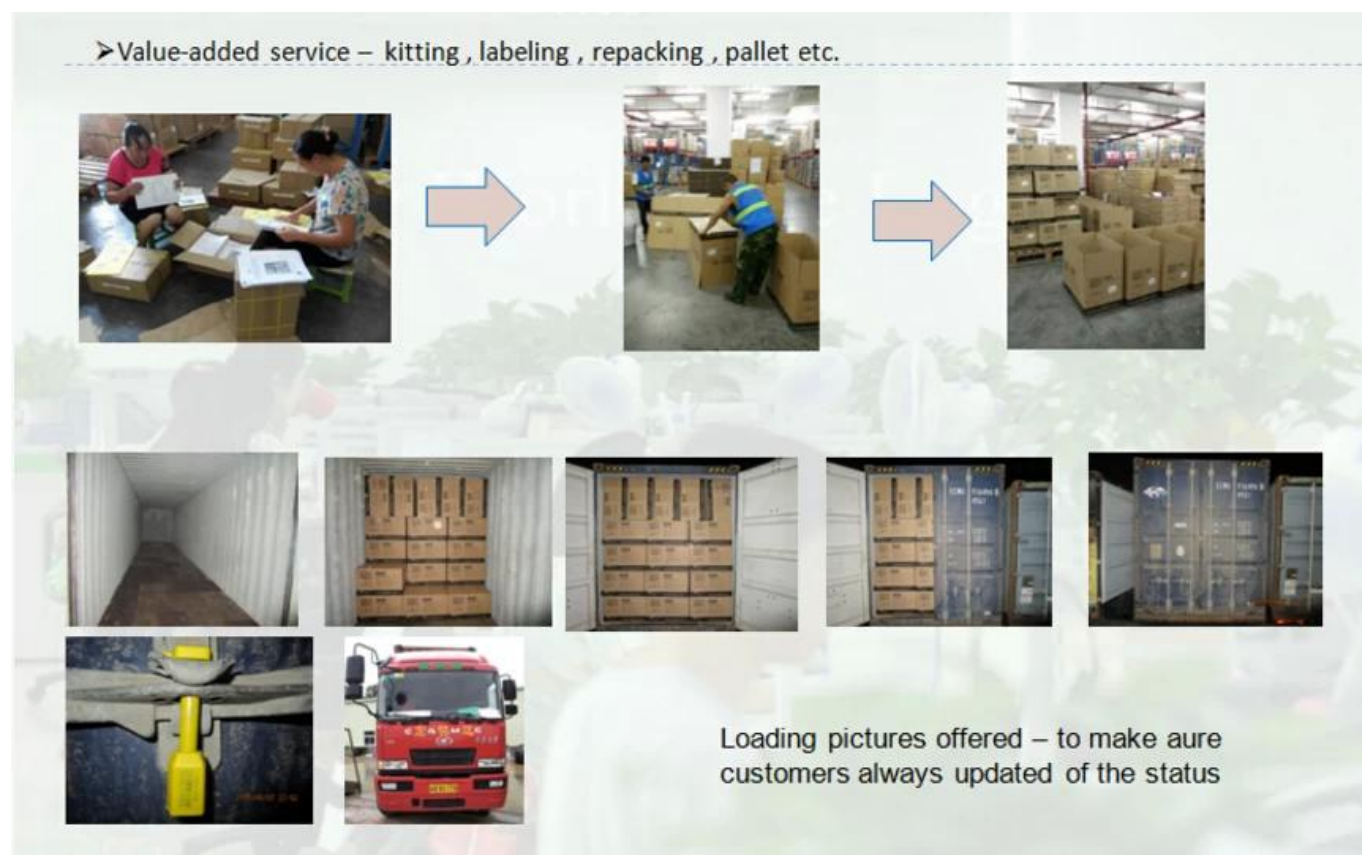 ➢Value-added service – kitting , labeling , repacking , pallet etc.
Loading pictures offered – to make aure
customers always updated of the status